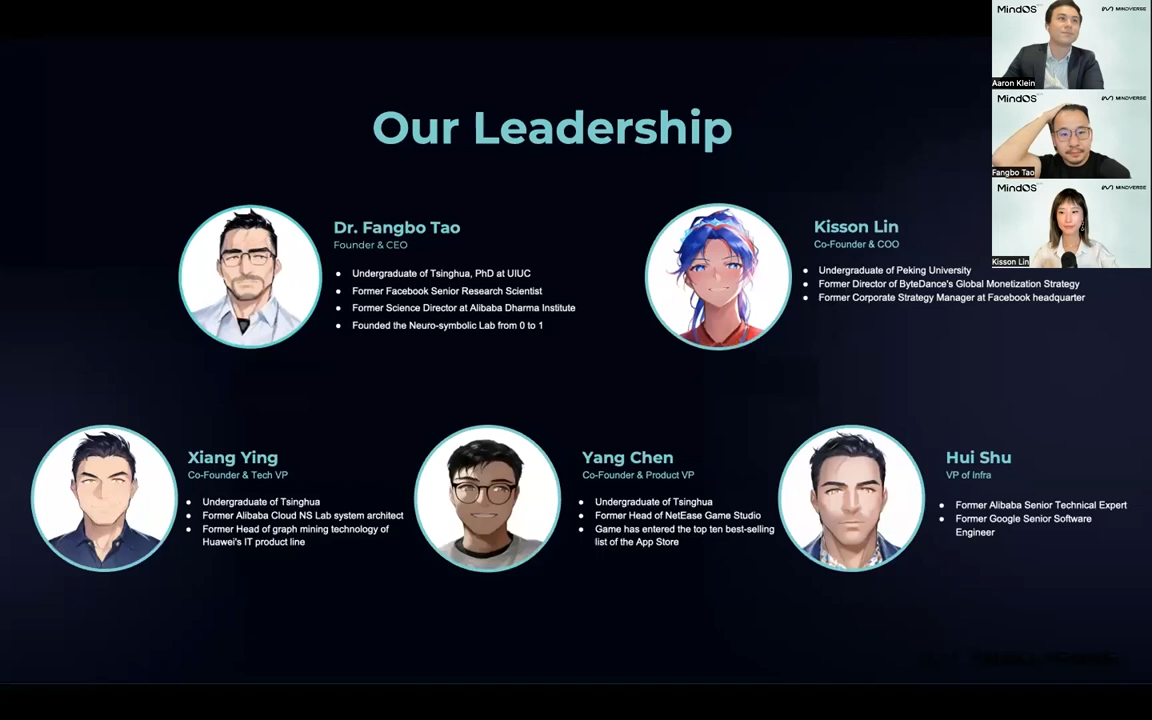 MindOS
MINDVERSE
Aaron Klein
MindOS
MINDVERSE
Fangbo Tao
MindOS
MINDVERSE
Kisson Lin
Our Leadership
Dr. Fangbo Tao
Founder & CEO
● Undergraduate of Tsinghua, PhD at UIUC
● Former Facebook Senior Research Scientist
● Former Science Director at Alibaba Dharma Institute
● Founded the Neuro-symbolic Lab from 0 to 1
Kisson Lin
Co-Founder & COO
● Undergraduate of Peking University
● Former Director of ByteDance's Global Monetization Strategy
● Former Corporate Strategy Manager at Facebook headquarter
Xiang Ying
Co-Founder & Tech VP
● Undergraduate of Tsinghua
● Former Alibaba Cloud NS Lab system architect
● Former Head of graph mining technology of
Huawei's IT product line
Yang Chen
Co-Founder & Product VP
● Undergraduate of Tsinghua
● Former Head of NetEase Game Studio
● Game has entered the top ten best-selling
list of the App Store
Hui Shu
VP of Infra
● Former Alibaba Senior Technical Expert
● Former Google Senior Software
Engineer